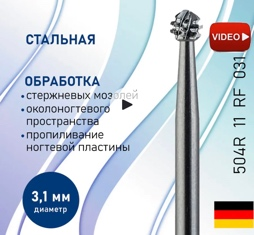 СТАЛЬНАЯ
VIDEO
ОБРАБОТКА
• стержневых мозолей
• околоногтевого
пространства
• пропиливание
ногтевой пластины
3,1 мм
диаметр
504R 11 RF 031